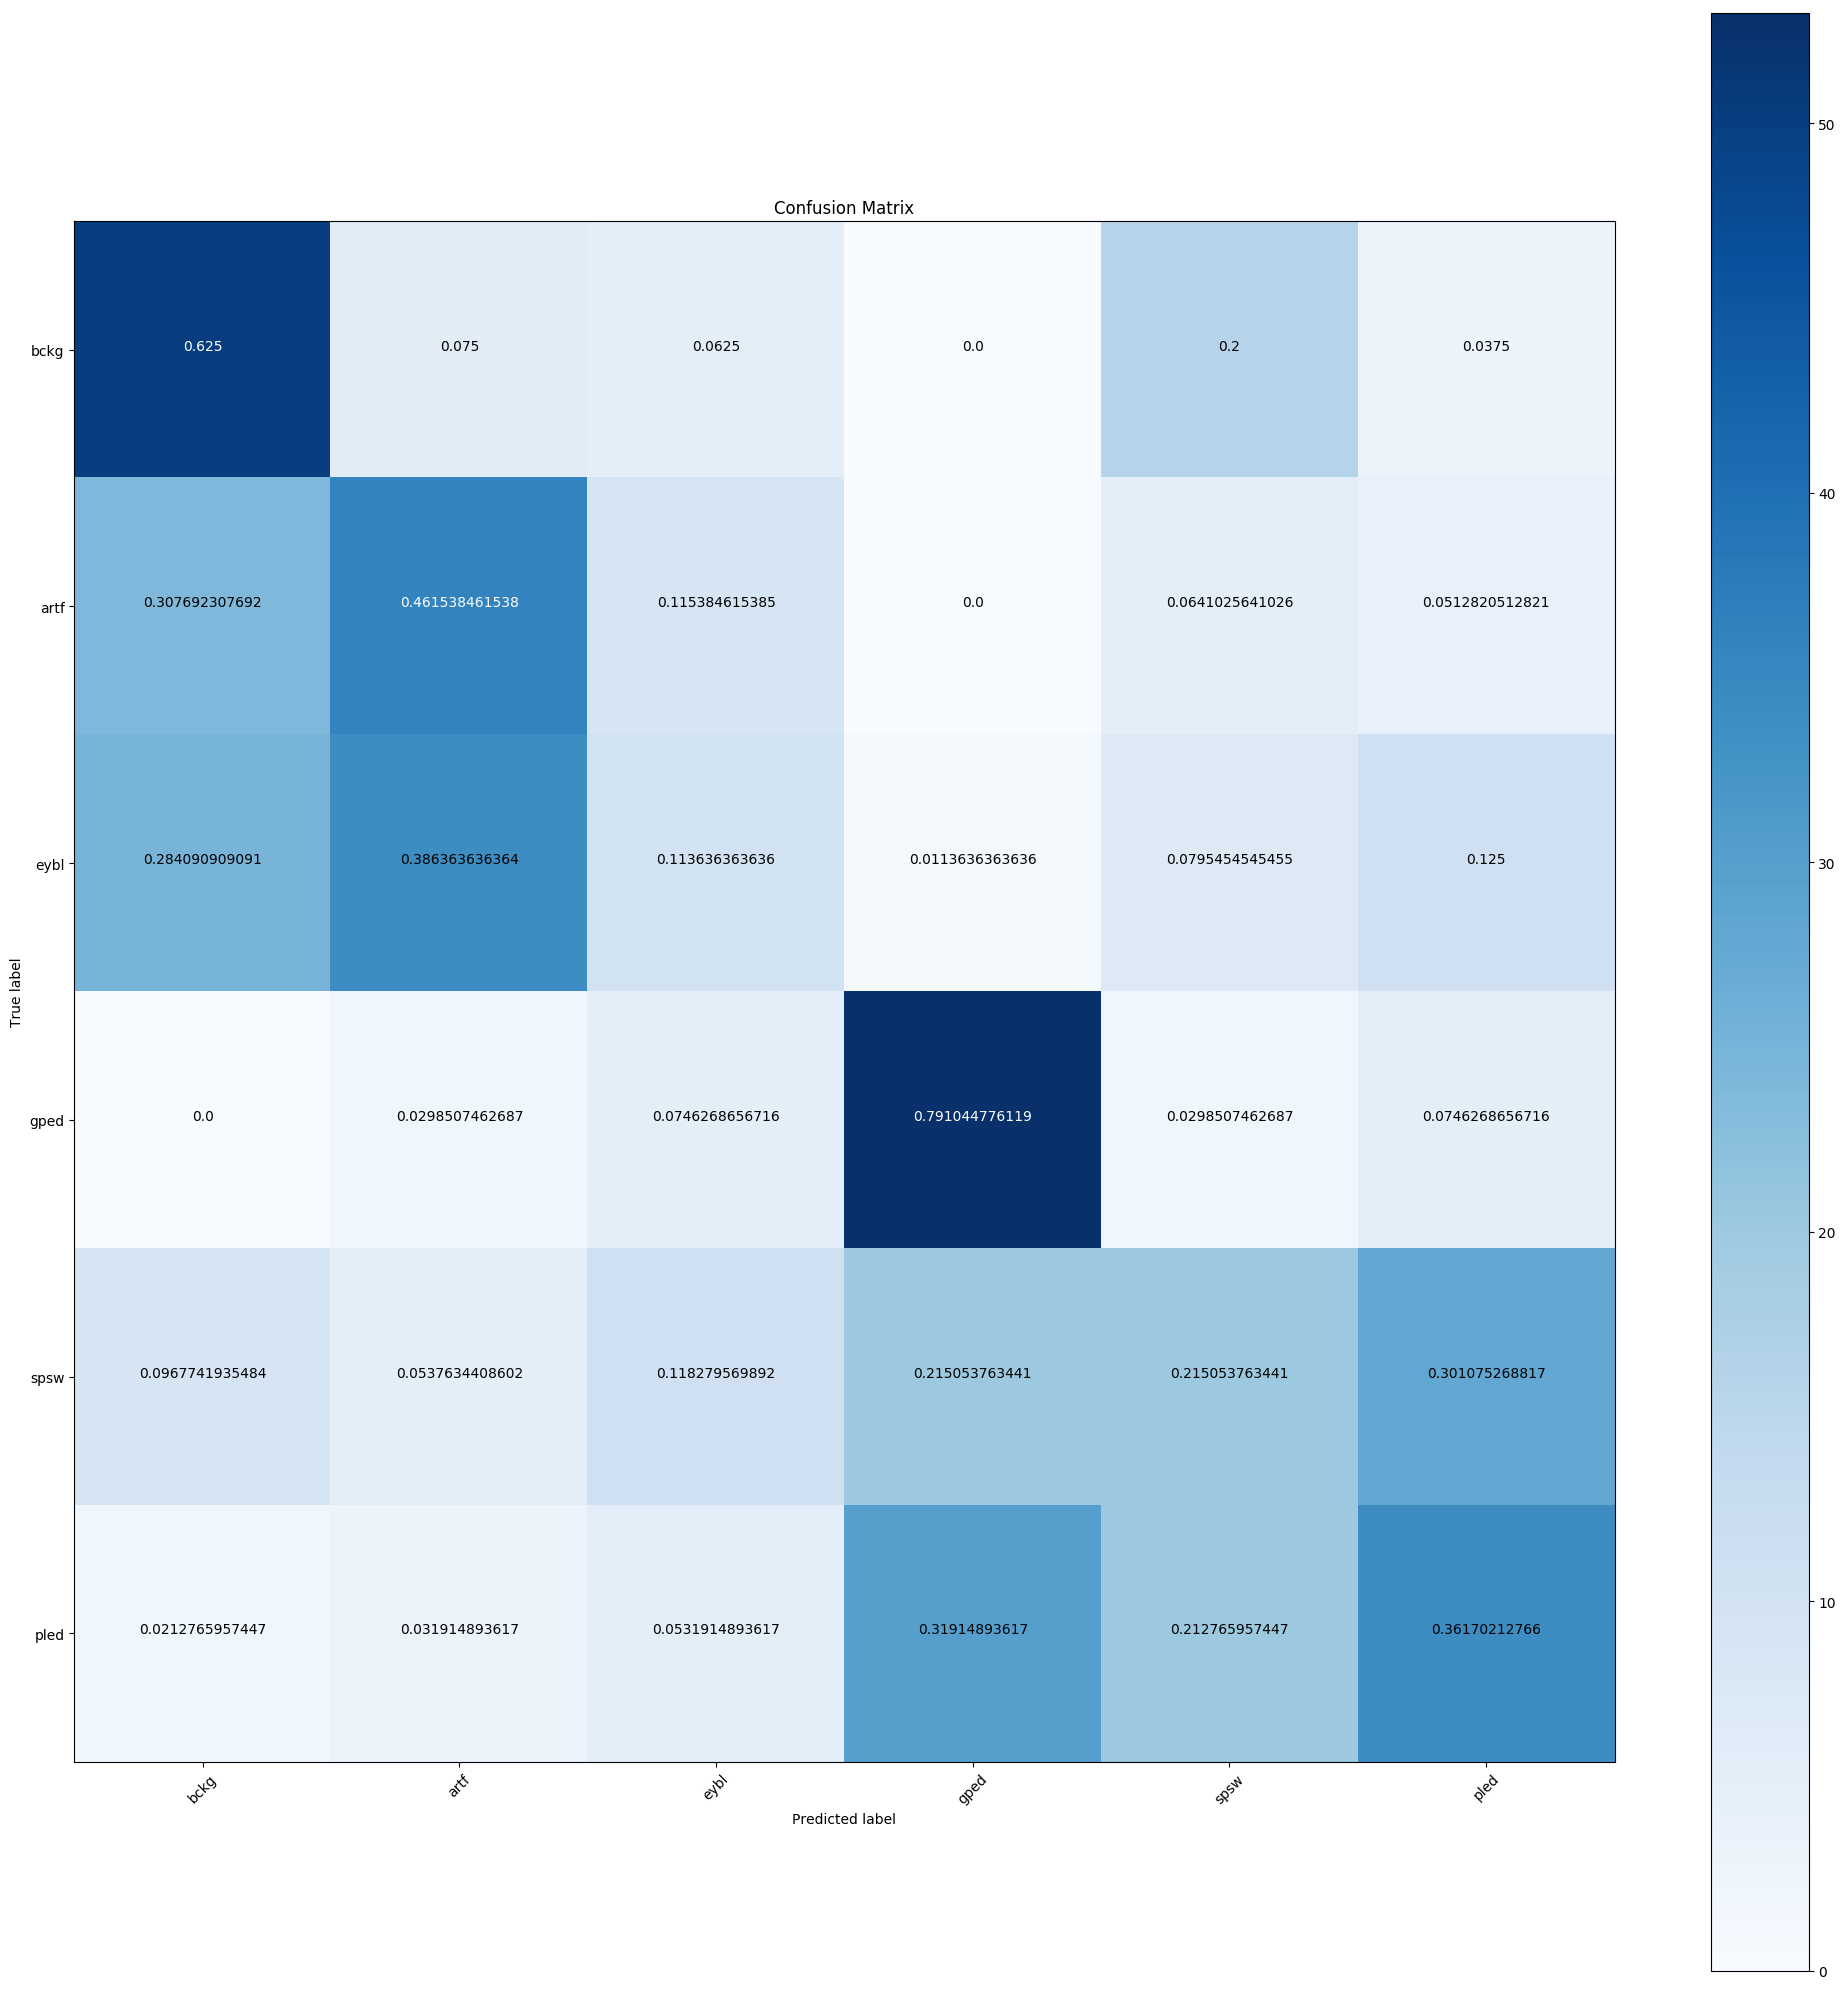 Confusion Matrix
bckg 0.625 0.075 0.0625 0.0 0.2 0.0375
artf 0.307692307692 0.461538461538 0.115384615385 0.0 0.0641025641026 0.0512820512821
eybl 0.284090909091 0.386363636364 0.113636363636 0.0113636363636 0.0795454545455 0.125
gped 0.0 0.0298507462687 0.0746268656716 0.791044776119 0.0298507462687 0.0746268656716
spsw 0.0967741935484 0.0537634408602 0.118279569892 0.215053763441 0.215053763441 0.301075268817
pled 0.0212765957447 0.031914893617 0.0531914893617 0.31914893617 0.212765957447 0.36170212766
True label
bckg artf eybl gped spsw pled
Predicted label
50
40
30
20
10
0